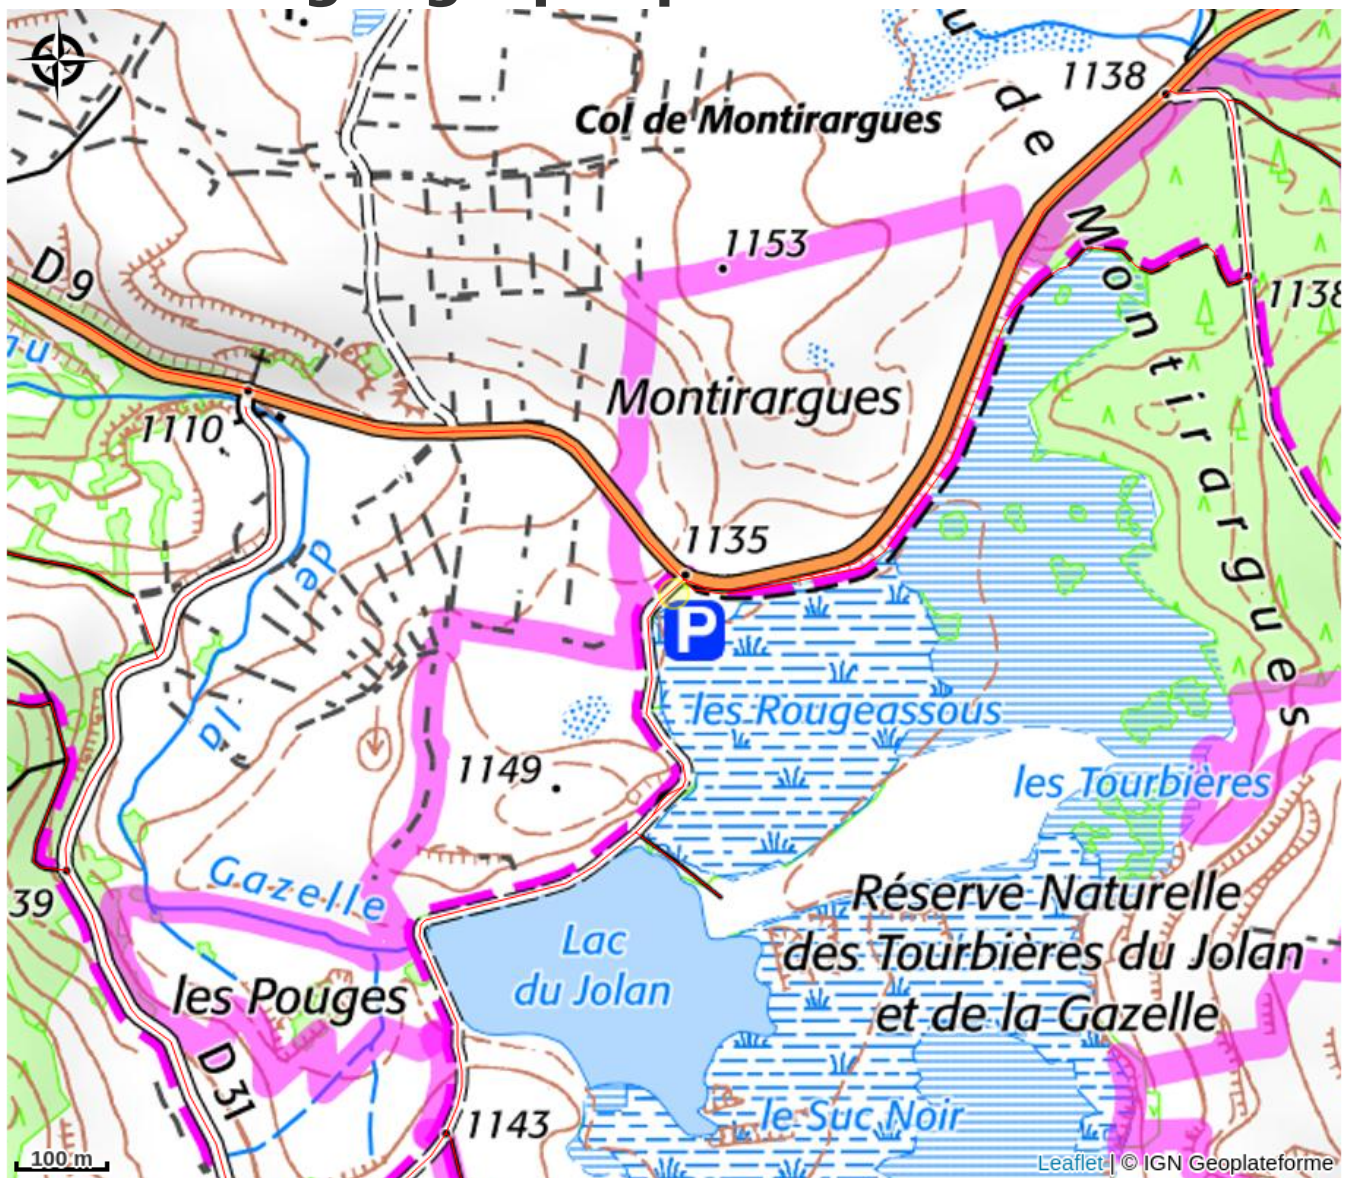 1138
Col de Montirargues
de
Montirargues
1153
D 9
1138
Montirargues
1110
1135
de
la
les Rougeassous
1149
les Tourbières
Gazelle
39
Réserve Naturelle
des Tourbières du Jolan
et de la Gazelle
Lac
du Jolan
les Pouges
D 31
1143
le Suc Noir
100 m
Leaflet | © IGN Geoplateforme
P